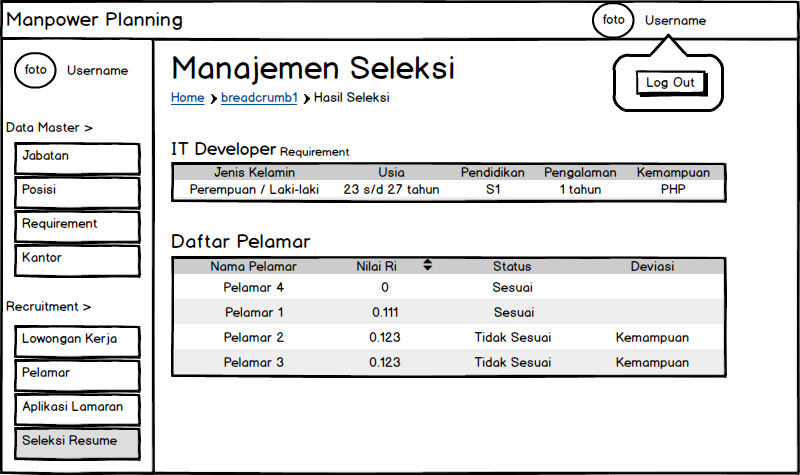 Manpower Planning
foto Username
Log Out
foto Username
Data Master >
Jabatan
Posisi
Requirement
Kantor
Recruitment >
Lowongan Kerja
Pelamar
Aplikasi Lamaran
Seleksi Resume
Manajemen Seleksi
Home > breadcrumb1 > Hasil Seleksi
IT Developer Requirement
Jenis Kelamin Usia Pendidikan Pengalaman Kemampuan
Perempuan / Laki-laki 23 s/d 27 tahun S1 1 tahun PHP
Daftar Pelamar
Nama Pelamar Nilai Ri Status Deviasi
Pelamar 4 0 Sesuai
Pelamar 1 0.111 Sesuai
Pelamar 2 0.123 Tidak Sesuai Kemampuan
Pelamar 3 0.123 Tidak Sesuai Kemampuan